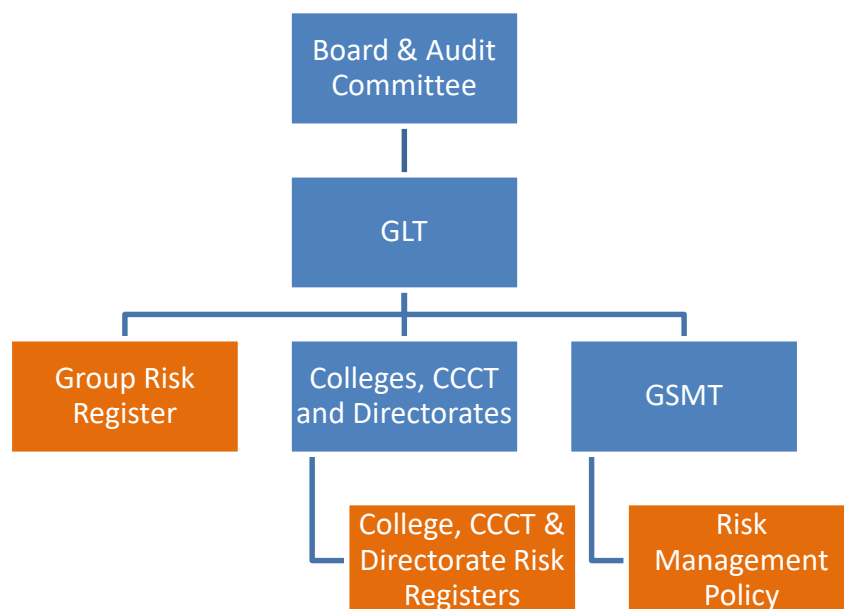 Board & Audit
Committee
GLT
Group Risk
Register
Colleges, CCCT
and Directorates
GSMT
College, CCCT &
Directorate Risk
Registers
Risk
Management
Policy